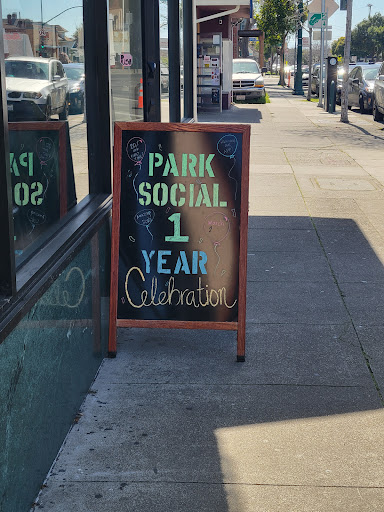 PARK
SOCIAL
1
YEAR
Celebration